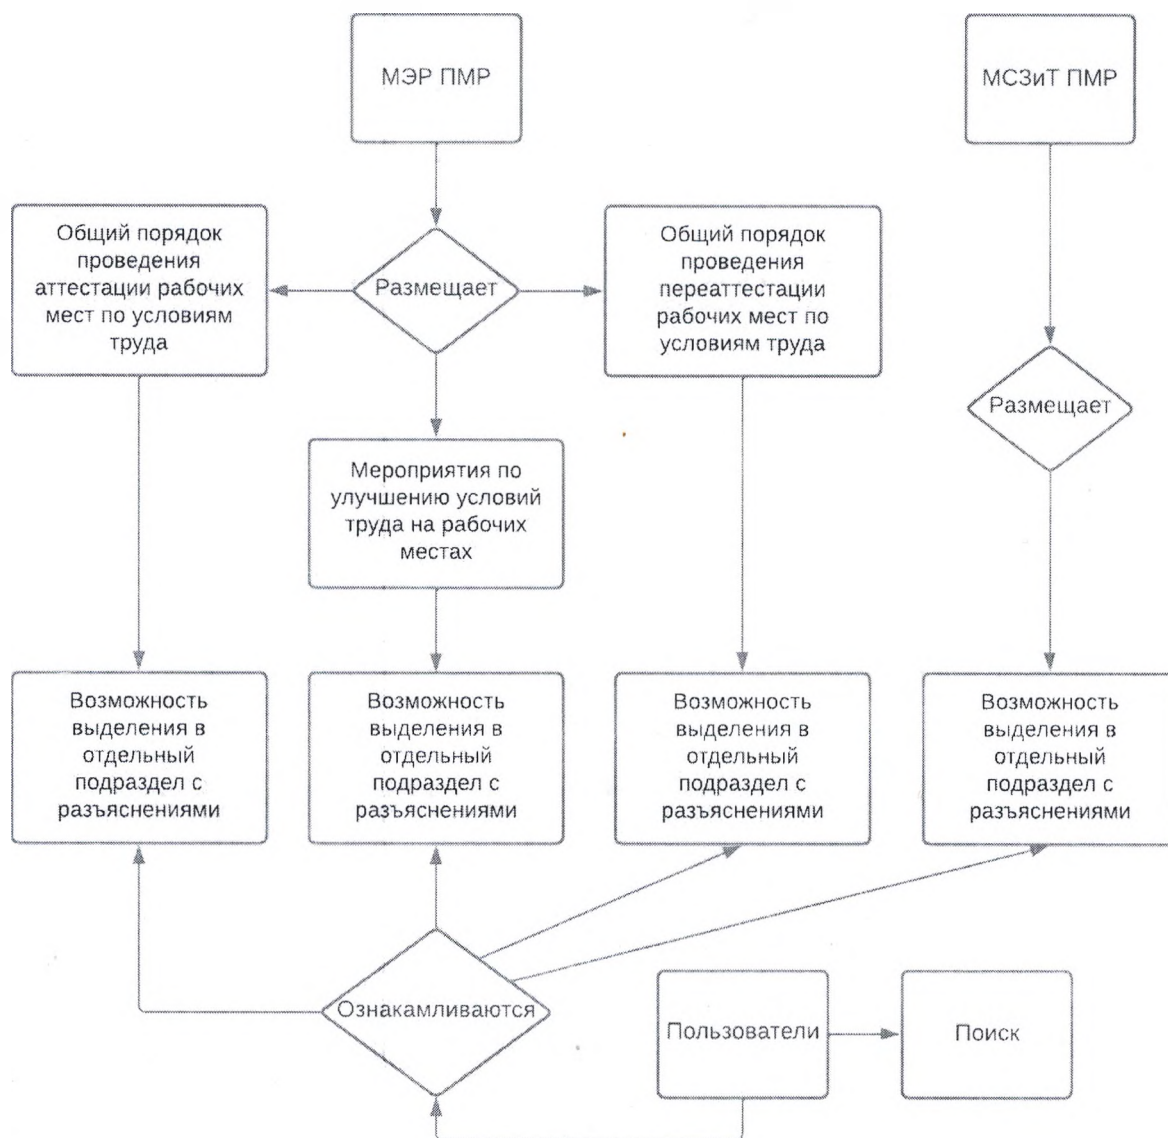 МЭР ПМР
МСЗиТ ПМР
Общий порядок
проведения
аттестации рабочих
мест по условиям
труда
Размещает
Общий порядок
проведения
переаттестации
рабочих мест по
условиям труда
Размещает
Мероприятия по
улучшению условий
труда на рабочих
местах
Возможность
выделения в
отдельный
подраздел с
разъяснениями
Возможность
выделения в
отдельный
подраздел с
разъяснениями
Возможность
выделения в
отдельный
подраздел с
разъяснениями
Возможность
выделения в
отдельный
подраздел с
разъяснениями
Ознакамливаются
Пользователи
Поиск